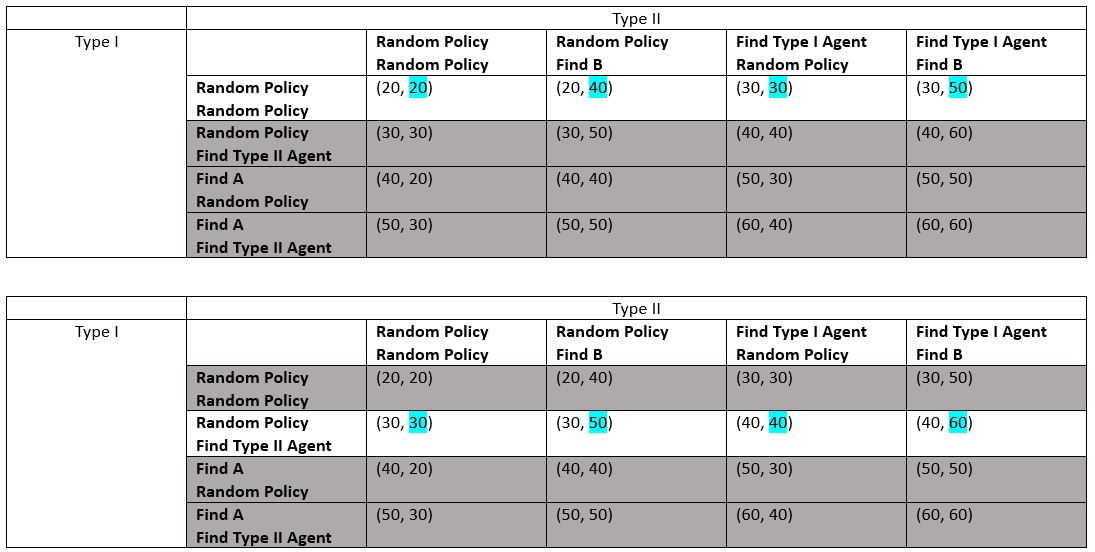 Type II
Type I
Random Policy Random Policy Find Type I Agent Find Type I Agent
Random Policy Find B Random Policy Find B
Random Policy (20, 20) (20, 40) (30, 30) (30, 50)
Random Policy
Random Policy (30, 30) (30, 50) (40, 40) (40, 60)
Find Type II Agent
Find A (40, 20) (40, 40) (50, 30) (50, 50)
Random Policy
Find A (50, 30) (50, 50) (60, 40) (60, 60)
Find Type II Agent
Type II
Type I
Random Policy Random Policy Find Type I Agent Find Type I Agent
Random Policy Find B Random Policy Find B
Random Policy (20, 20) (20, 40) (30, 30) (30, 50)
Random Policy
Random Policy (30, 30) (30, 50) (40, 40) (40, 60)
Find Type II Agent
Find A (40, 20) (40, 40) (50, 30) (50, 50)
Random Policy
Find A (50, 30) (50, 50) (60, 40) (60, 60)
Find Type II Agent